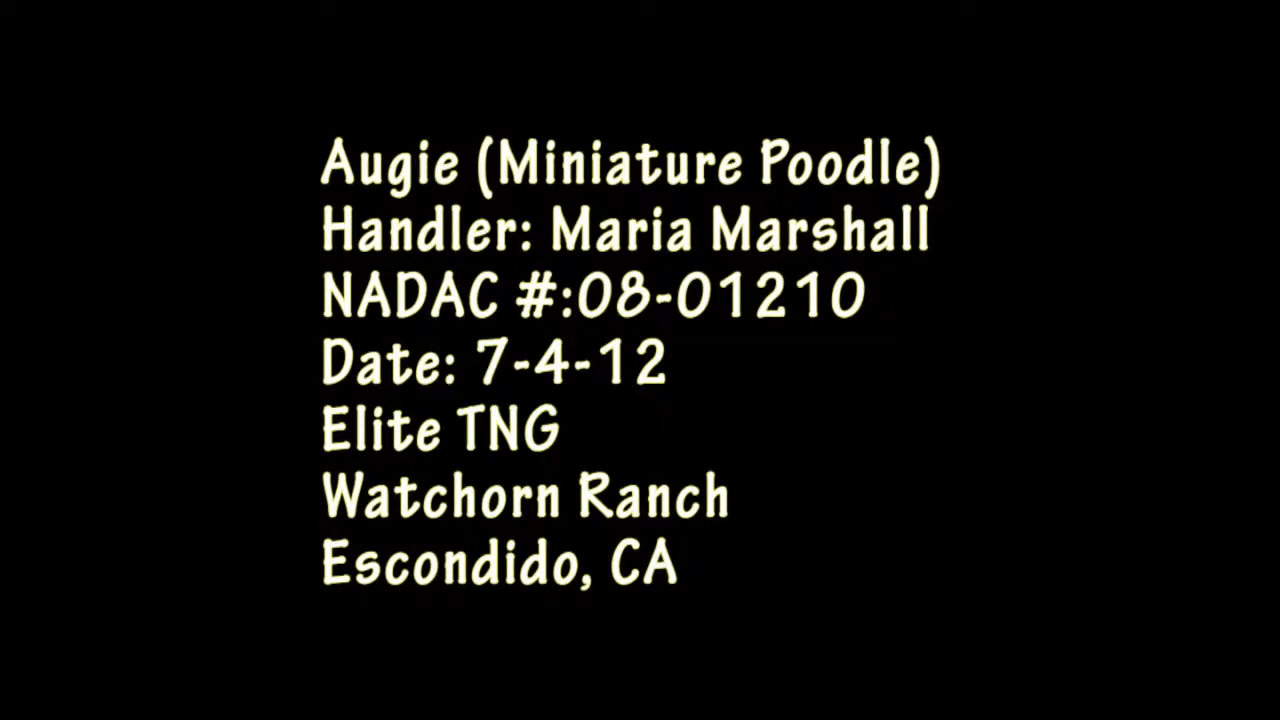 Augie (Miniature Poodle)
Handler: Maria Marshall
NADAC #:08-01210
Date: 7-4-12
Elite TNG
Watchorn Ranch
Escondido, CA